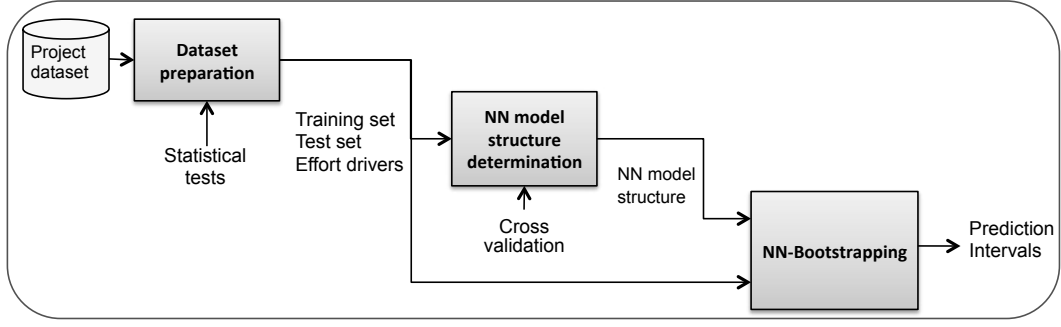 Project
dataset
Dataset
preparation
Statistical
tests
Training set
Test set
Effort drivers
NN model
structure
determination
Cross
validation
NN model
structure
NN-Bootstrapping
Prediction
Intervals